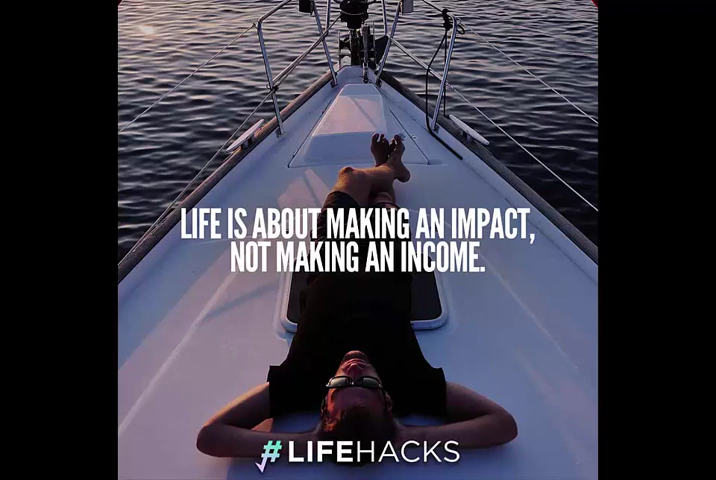 LIFE IS ABOUT MAKING AN IMPACT,
NOT MAKING AN INCOME.
#LIFEHACKS